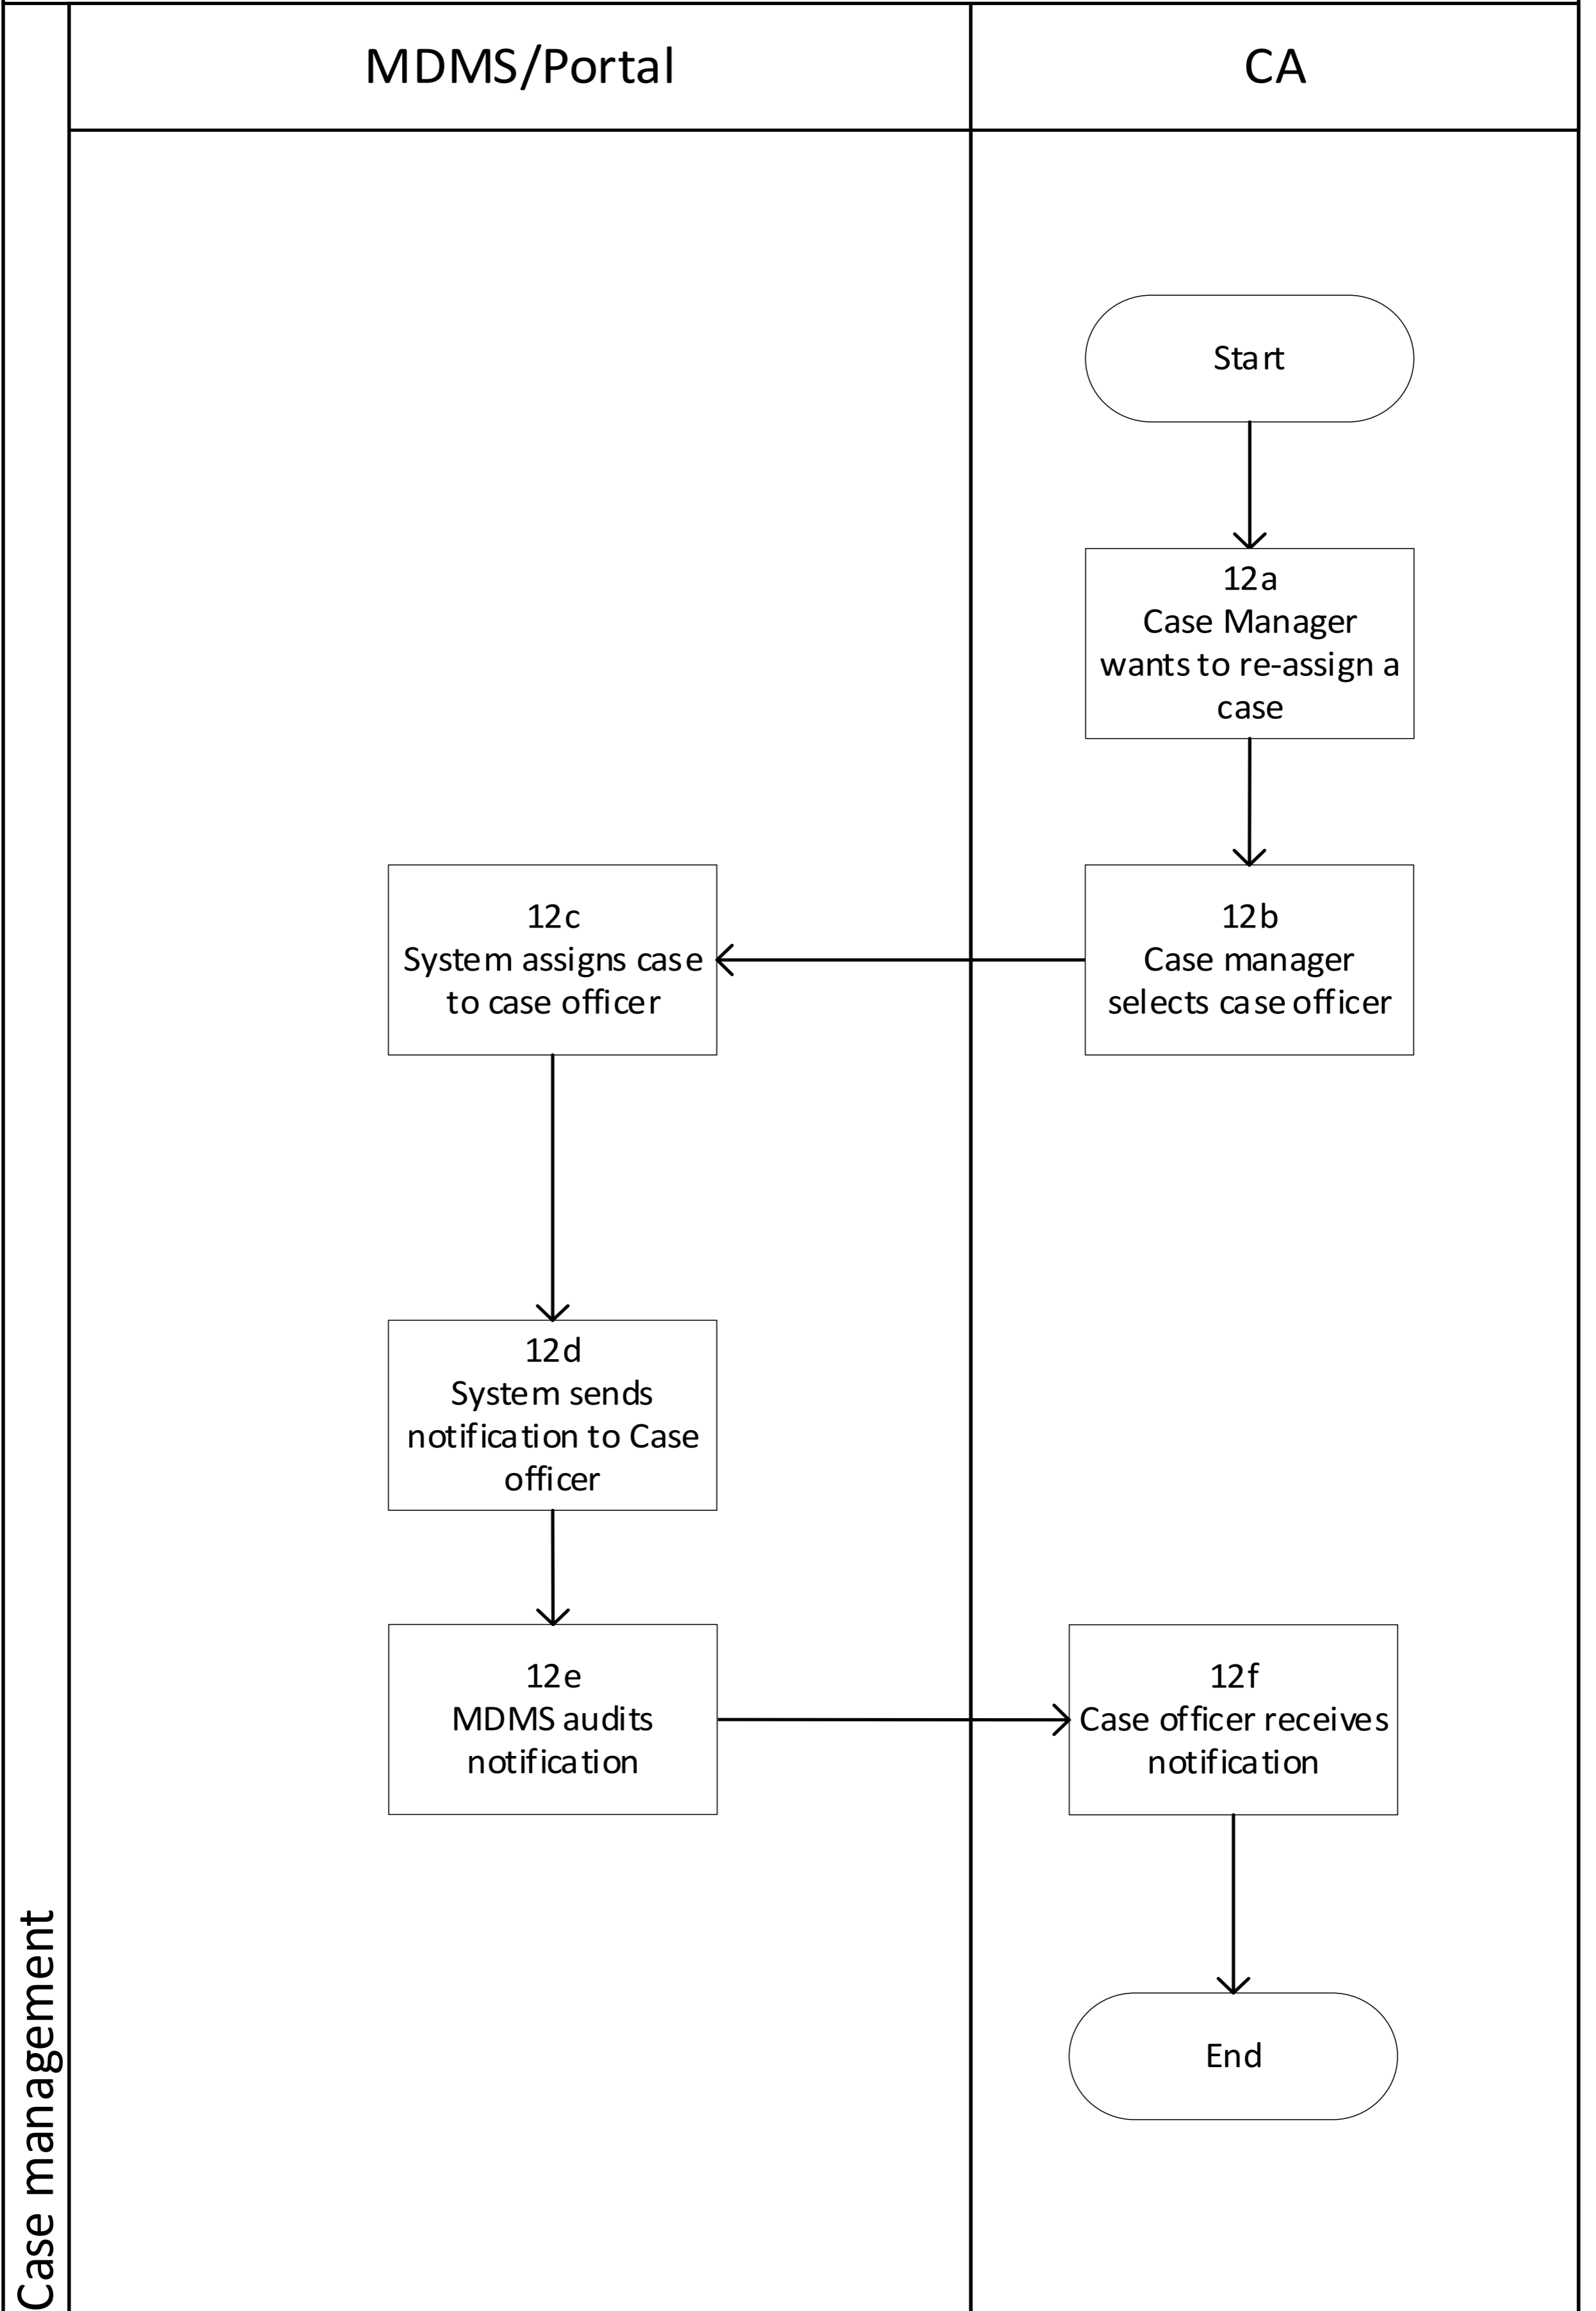 MDMS/Portal
CA
Start
12a
Case Manager
wants to re-assign a
case
12b
Case manager
selects case officer
12c
System assigns case
to case officer
12d
System sends
notification to Case
officer
12e
MDMS audits
notification
12f
Case officer receives
notification
End
Case management